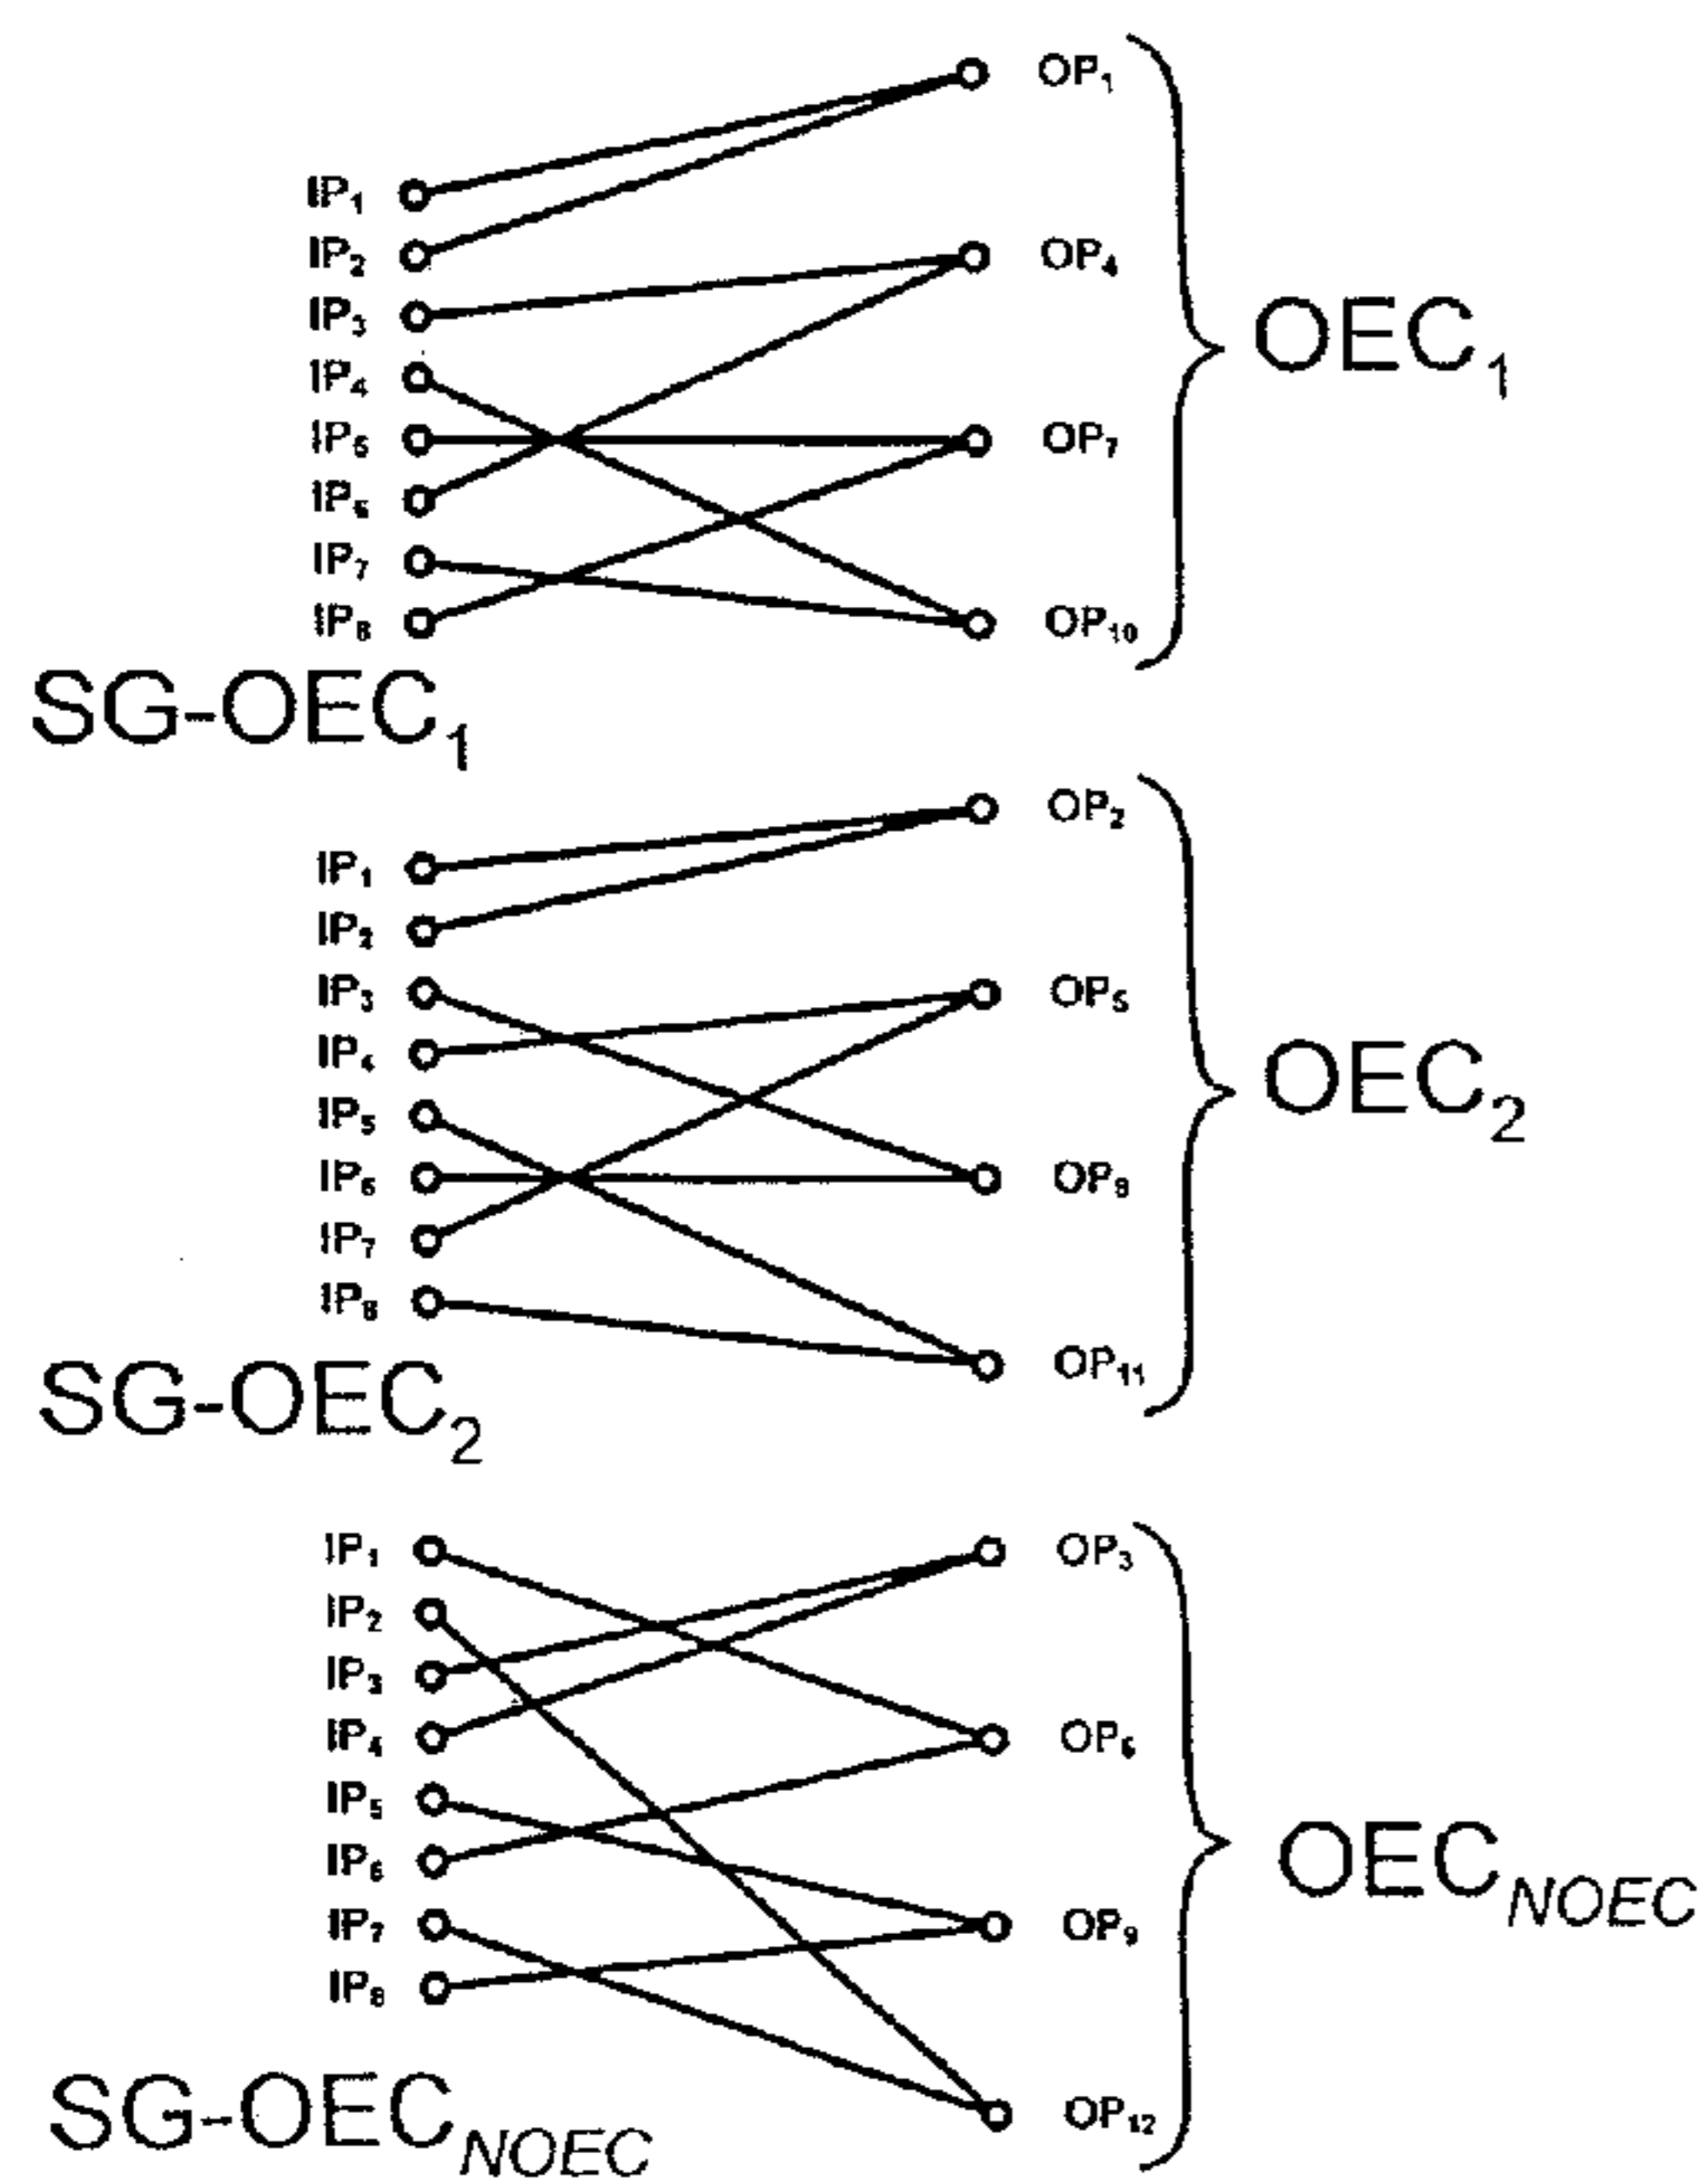 OP₁
IP₁
IP₂
OP₄
IP₃
OEC₁
IP₄
IP₅
OP₇
IP₆
IP₇
IP₈
OP₁₀
SG-OEC₁
OP₂
IP₁
IP₂
IP₃
OP₅
IP₄
OEC₂
IP₅
IP₆
OP₈
IP₇
IP₈
OP₁₁
SG-OEC₂
IP₁
OP₃
IP₂
IP₃
IP₄
OP₆
IP₅
IP₆
OEC_NOEC
IP₇
OP₉
IP₈
OP₁₂
SG-OEC_NOEC